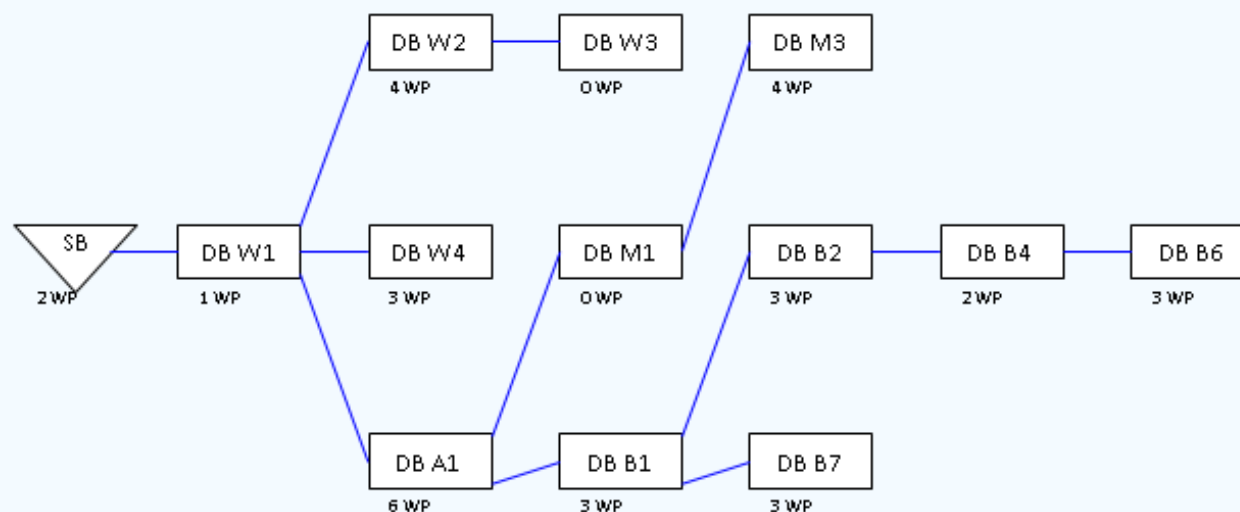 DB W2
DB W3
DB M3
4 WP
0 WP
4 WP
SB
DB W1
DB W4
DB M1
DB B2
DB B4
DB B6
2 WP
1 WP
3 WP
0 WP
3 WP
2 WP
3 WP
DB A1
DB B1
DB B7
6 WP
3 WP
3 WP